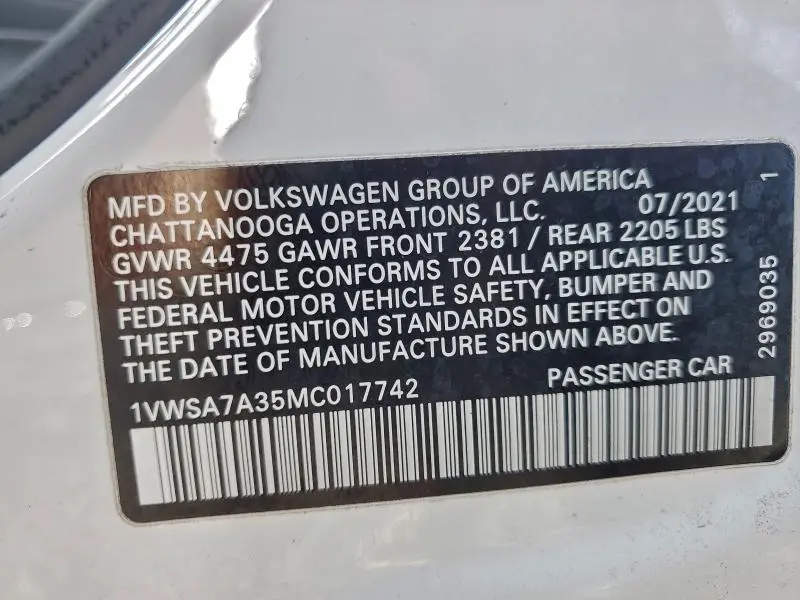 MFD BY VOLKSWAGEN GROUP OF AMERICA
CHATTANOOGA OPERATIONS, LLC. 07/2021 1
GVWR 4475 GAWR FRONT 2381 / REAR 2205 LBS
THIS VEHICLE CONFORMS TO ALL APPLICABLE U.S.
FEDERAL MOTOR VEHICLE SAFETY, BUMPER AND
THEFT PREVENTION STANDARDS IN EFFECT ON
THE DATE OF MANUFACTURE SHOWN ABOVE.
1VWSA7A35MC017742 PASSENGER CAR
2969035